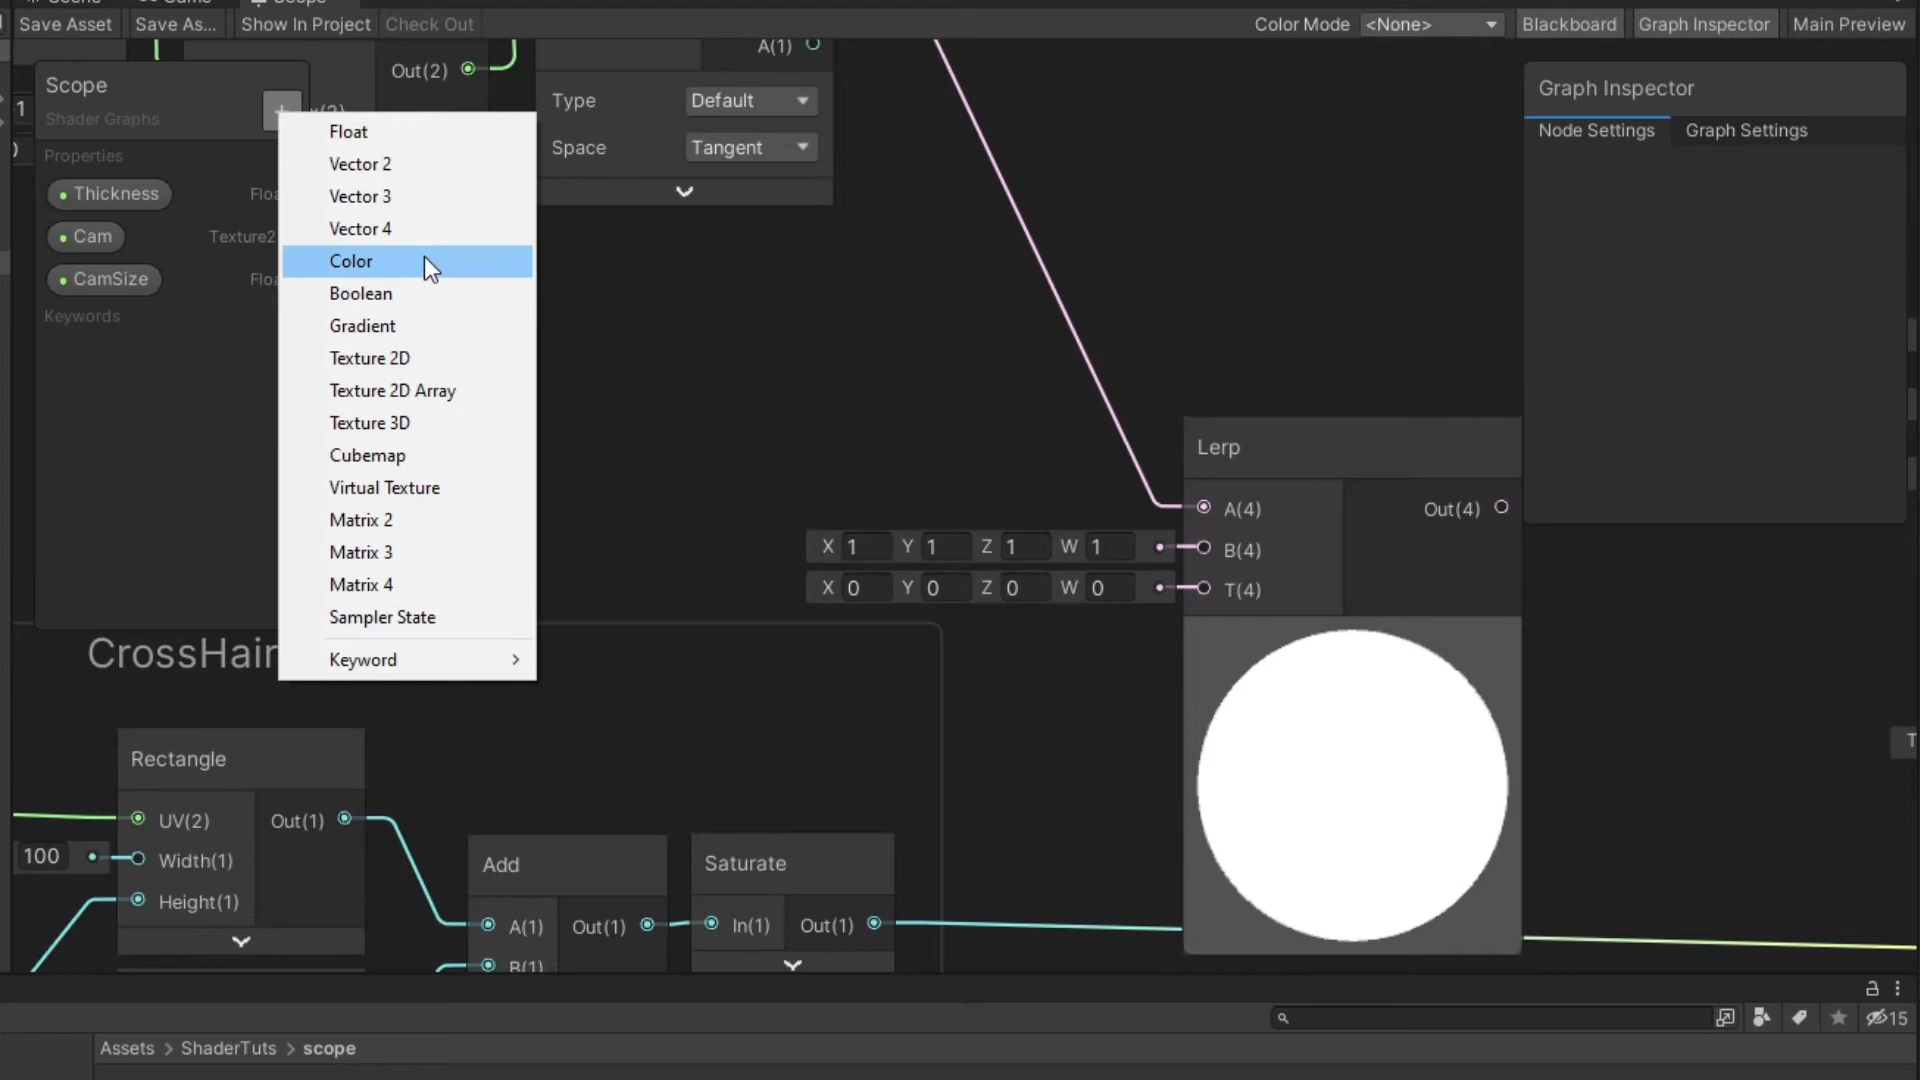 Save Asset Save As... Show In Project Check Out Color Mode <None> Blackboard Graph Inspector Main Preview
Scope
Shader Graphs
Properties
Thickness
Cam Texture2
CamSize
Keywords
1
Out(2)
A(1)
Type Default
Space Tangent
Float
Vector 2
Vector 3
Vector 4
Color
Boolean
Gradient
Texture 2D
Texture 2D Array
Texture 3D
Cubemap
Virtual Texture
Matrix 2
Matrix 3
Matrix 4
Sampler State
Keyword
Graph Inspector
Node Settings Graph Settings
Lerp
A(4) Out(4)
X 1 Y 1 Z 1 W 1 B(4)
X 0 Y 0 Z 0 W 0 T(4)
CrossHair
Rectangle
UV(2) Out(1)
100 Width(1)
Height(1)
Add
A(1) Out(1)
B(1)
Saturate
In(1) Out(1)
15
Assets > ShaderTuts > scope